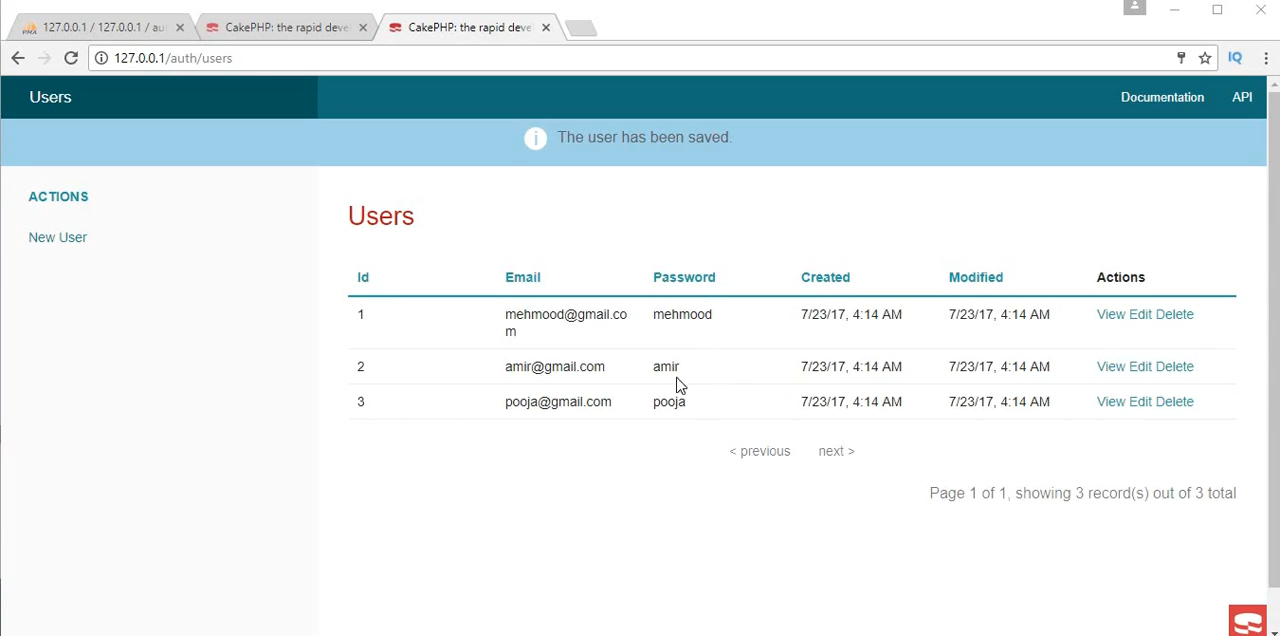 127.0.0.1 / 127.0.0.1 / au
CakePHP: the rapid deve
CakePHP: the rapid deve
127.0.0.1/auth/users
IQ
Users
Documentation
API
The user has been saved.
ACTIONS
New User
Users
Id Email Password Created Modified Actions
1 mehmood@gmail.co mehmood 7/23/17, 4:14 AM 7/23/17, 4:14 AM View Edit Delete
m
2 amir@gmail.com amir 7/23/17, 4:14 AM 7/23/17, 4:14 AM View Edit Delete
3 pooja@gmail.com pooja 7/23/17, 4:14 AM 7/23/17, 4:14 AM View Edit Delete
< previous next >
Page 1 of 1, showing 3 record(s) out of 3 total